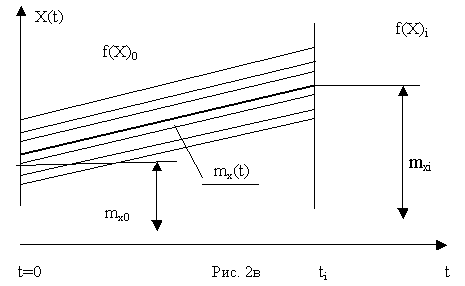 X(t)
f(X)₀
f(X)ᵢ
mₓ(t)
mₓᵢ
mₓ₀
t=0 Рис. 2в tᵢ t